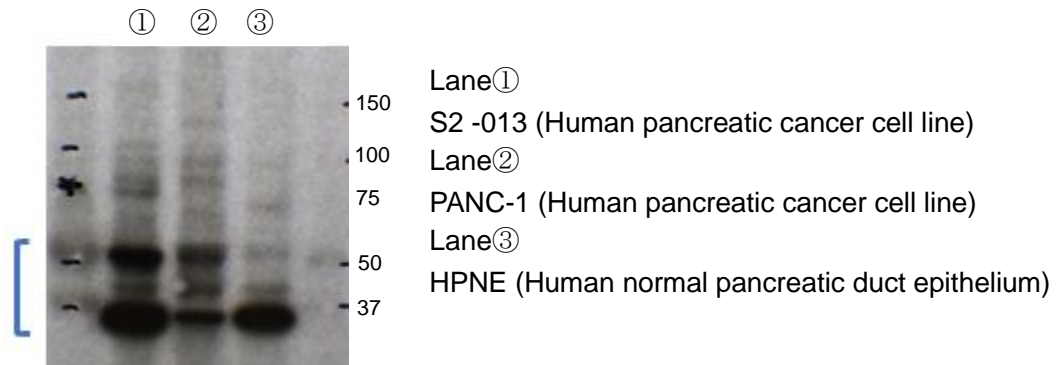 ① ② ③
150
100
75
50
37
Lane①
S2 -013 (Human pancreatic cancer cell line)
Lane②
PANC-1 (Human pancreatic cancer cell line)
Lane③
HPNE (Human normal pancreatic duct epithelium)